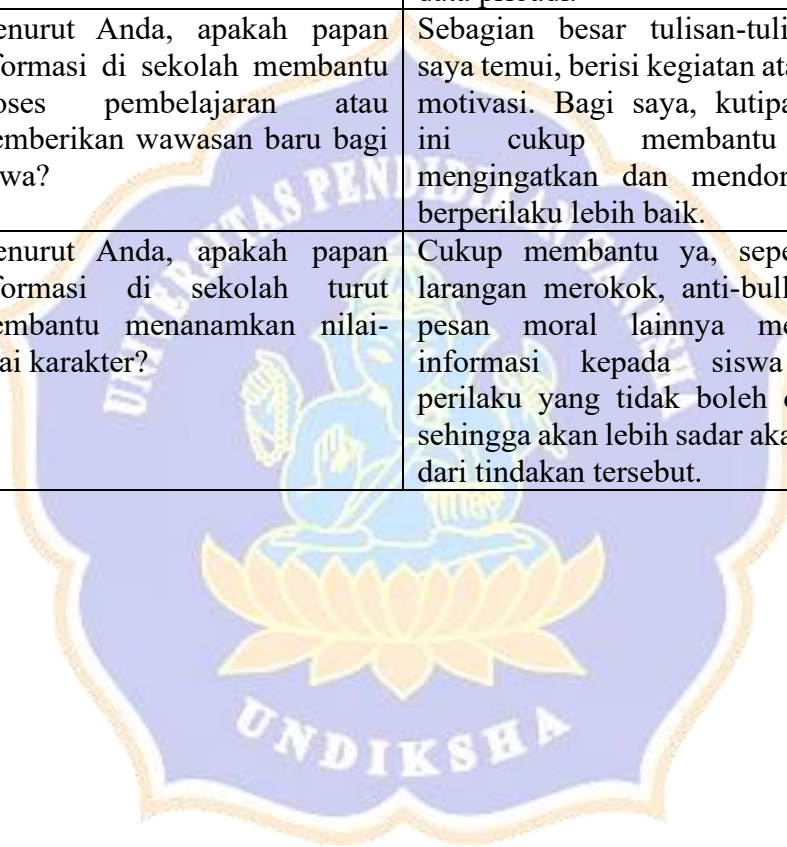 enurut Anda, apakah papan
formasi di sekolah membantu
oses pembelajaran atau
emberikan wawasan baru bagi
wa?
Sebagian besar tulisan-tuli
saya temui, berisi kegiatan ata
motivasi. Bagi saya, kutipa
ini cukup membantu
mengingatkan dan mendor
berperilaku lebih baik.
enurut Anda, apakah papan
formasi di sekolah turut
embantu menanamkan nilai-
ai karakter?
Cukup membantu ya, sepe
larangan merokok, anti-bull
pesan moral lainnya me
informasi kepada siswa
perilaku yang tidak boleh d
sehingga akan lebih sadar aka
dari tindakan tersebut.
UNIVERSITAS PENDIDIKAN GANESHA
UNDIKSHA